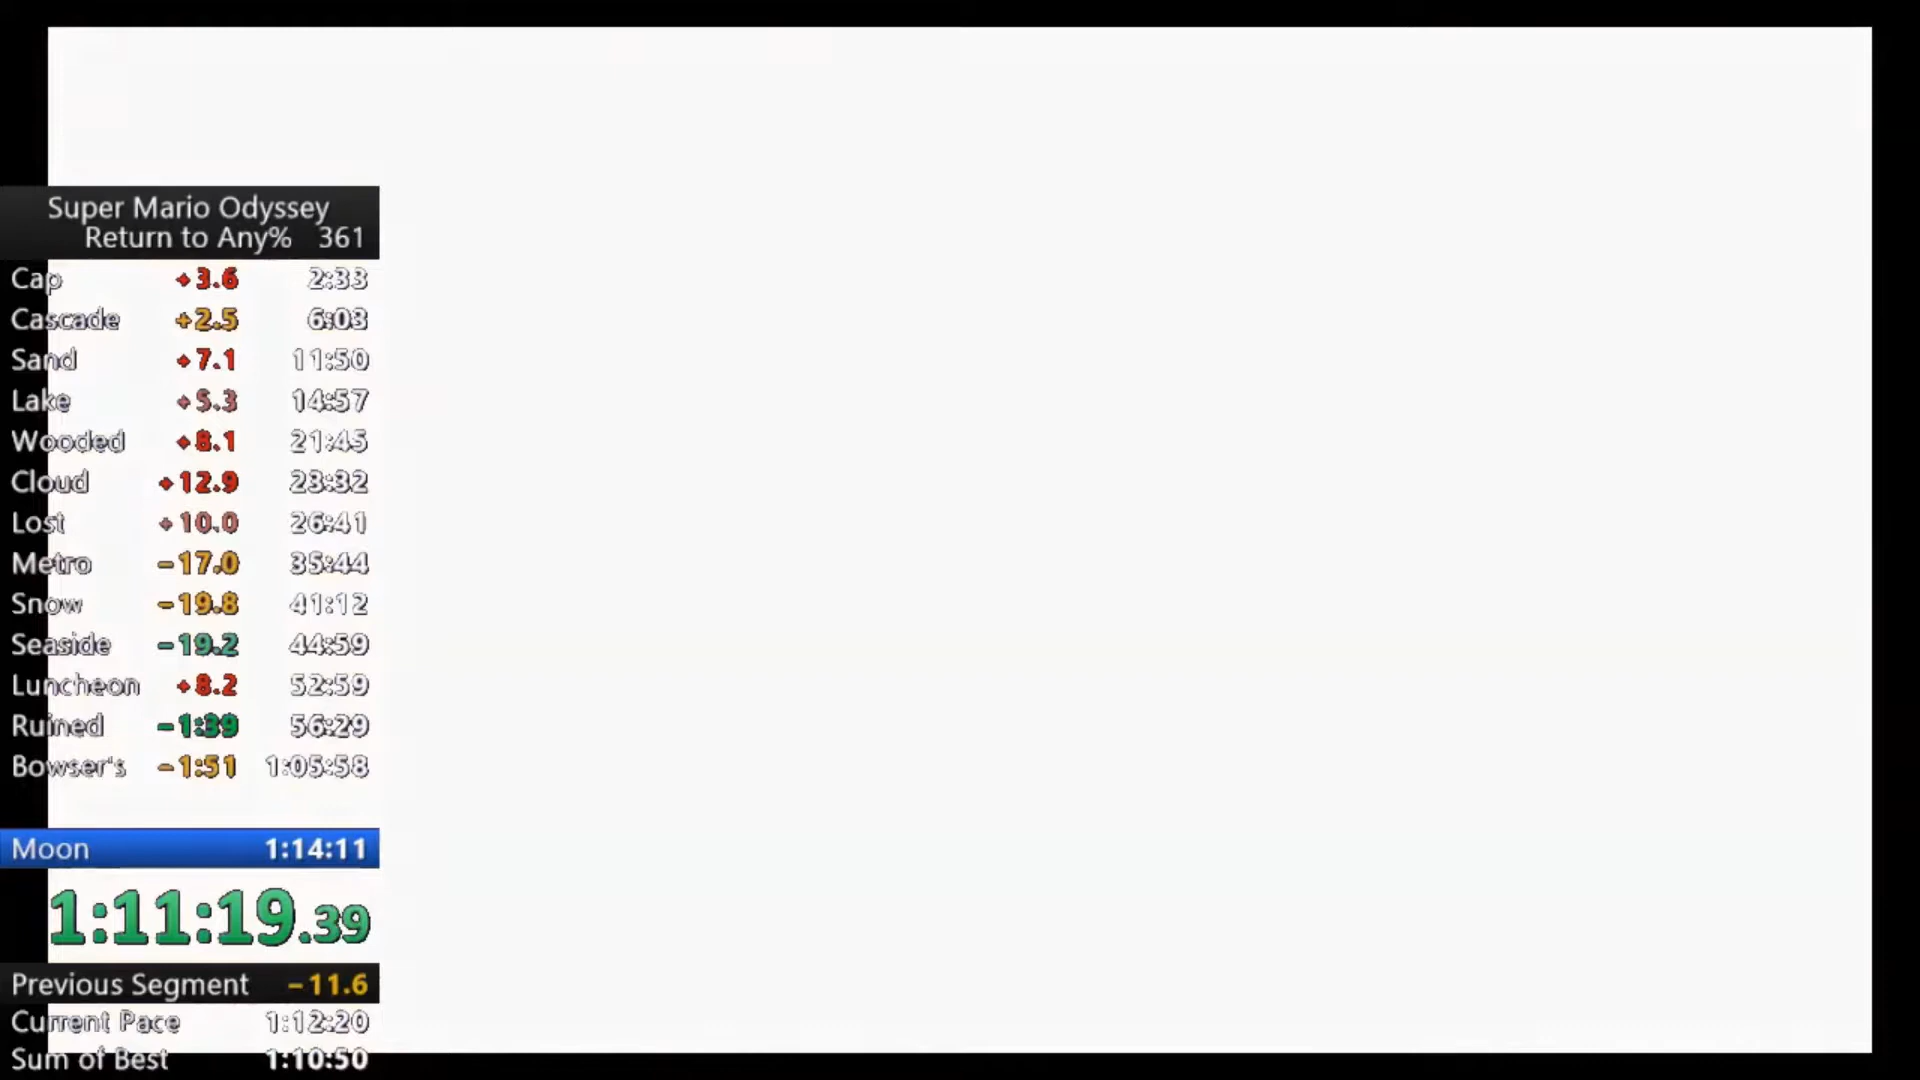 Super Mario Odyssey
Return to Any% 361
Cap +3.6 2:33
Cascade +2.5 6:03
Sand +7.1 11:50
Lake +5.3 14:57
Wooded +8.1 21:45
Cloud +12.9 23:32
Lost +10.0 26:41
Metro -17.0 35:44
Snow -19.8 41:12
Seaside -19.2 44:59
Luncheon +8.2 52:59
Ruined -1:39 56:29
Bowser's -1:51 1:05:58
Moon 1:14:11
1:11:19.39
Previous Segment -11.6
Current Pace 1:12:20
Sum of Best 1:10:50